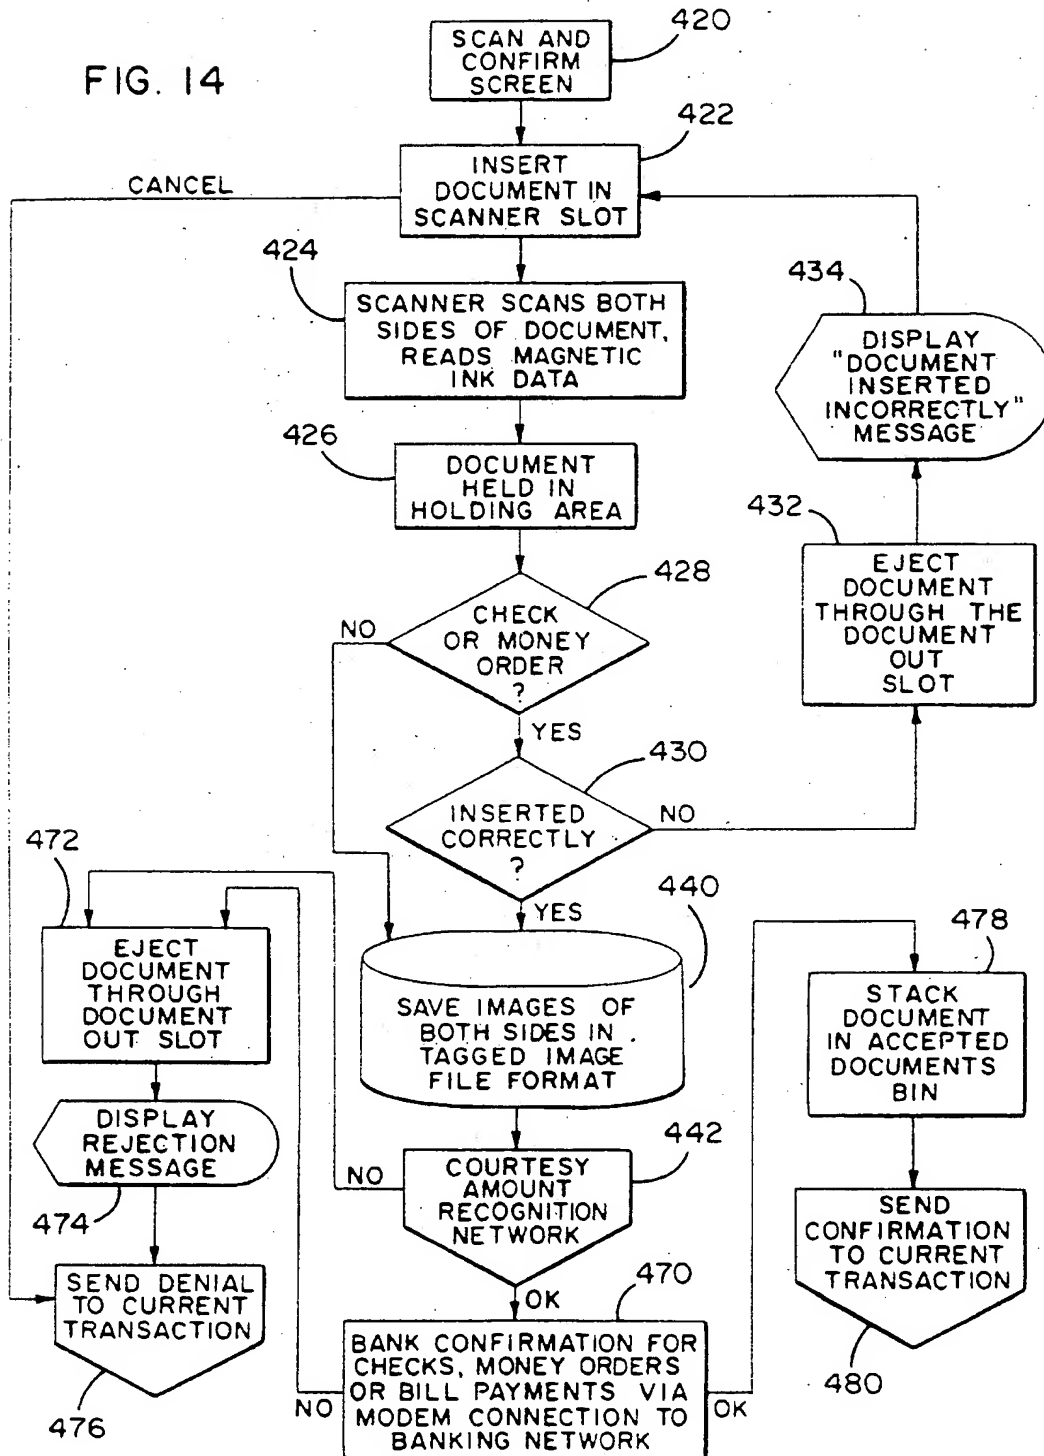 FIG. 14
420
SCAN AND
CONFIRM
SCREEN
422
INSERT
DOCUMENT IN
SCANNER SLOT
CANCEL
424
SCANNER SCANS BOTH
SIDES OF DOCUMENT,
READS MAGNETIC
INK DATA
434
DISPLAY
"DOCUMENT
INSERTED
INCORRECTLY"
MESSAGE
426
DOCUMENT
HELD IN
HOLDING AREA
432
EJECT
DOCUMENT
THROUGH THE
DOCUMENT
OUT
SLOT
428
CHECK
OR MONEY
ORDER
?
NO
YES
430
INSERTED
CORRECTLY
?
NO
YES
472
EJECT
DOCUMENT
THROUGH
DOCUMENT
OUT SLOT
440
SAVE IMAGES OF
BOTH SIDES IN
TAGGED IMAGE
FILE FORMAT
478
STACK
DOCUMENT
IN ACCEPTED
DOCUMENTS
BIN
DISPLAY
REJECTION
MESSAGE
474
442
COURTESY
AMOUNT
RECOGNITION
NETWORK
NO
OK
SEND
CONFIRMATION
TO CURRENT
TRANSACTION
480
SEND DENIAL
TO CURRENT
TRANSACTION
476
470
BANK CONFIRMATION FOR
CHECKS, MONEY ORDERS
OR BILL PAYMENTS VIA
MODEM CONNECTION TO
BANKING NETWORK
NO
OK